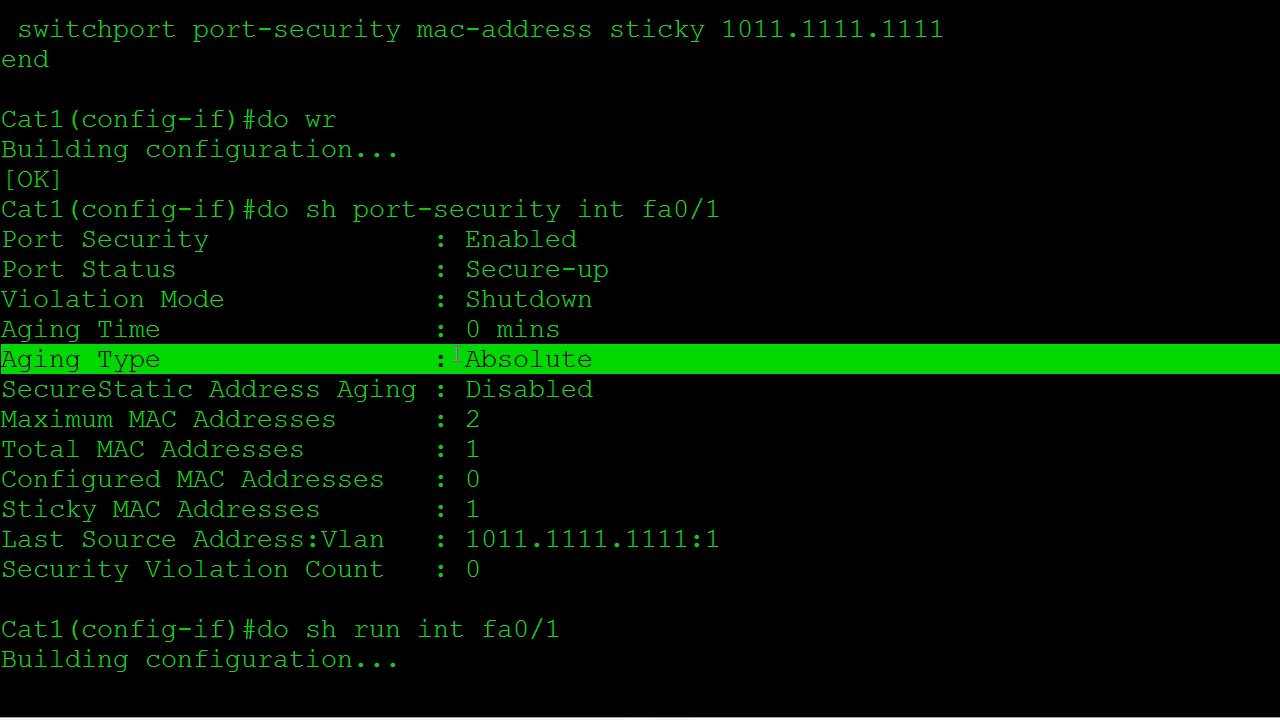 switchport port-security mac-address sticky 1011.1111.1111
end
Cat1(config-if)#do wr
Building configuration...
[OK]
Cat1(config-if)#do sh port-security int fa0/1
Port Security : Enabled
Port Status : Secure-up
Violation Mode : Shutdown
Aging Time : 0 mins
Aging Type : Absolute
SecureStatic Address Aging : Disabled
Maximum MAC Addresses : 2
Total MAC Addresses : 1
Configured MAC Addresses : 0
Sticky MAC Addresses : 1
Last Source Address:Vlan : 1011.1111.1111:1
Security Violation Count : 0
Cat1(config-if)#do sh run int fa0/1
Building configuration...